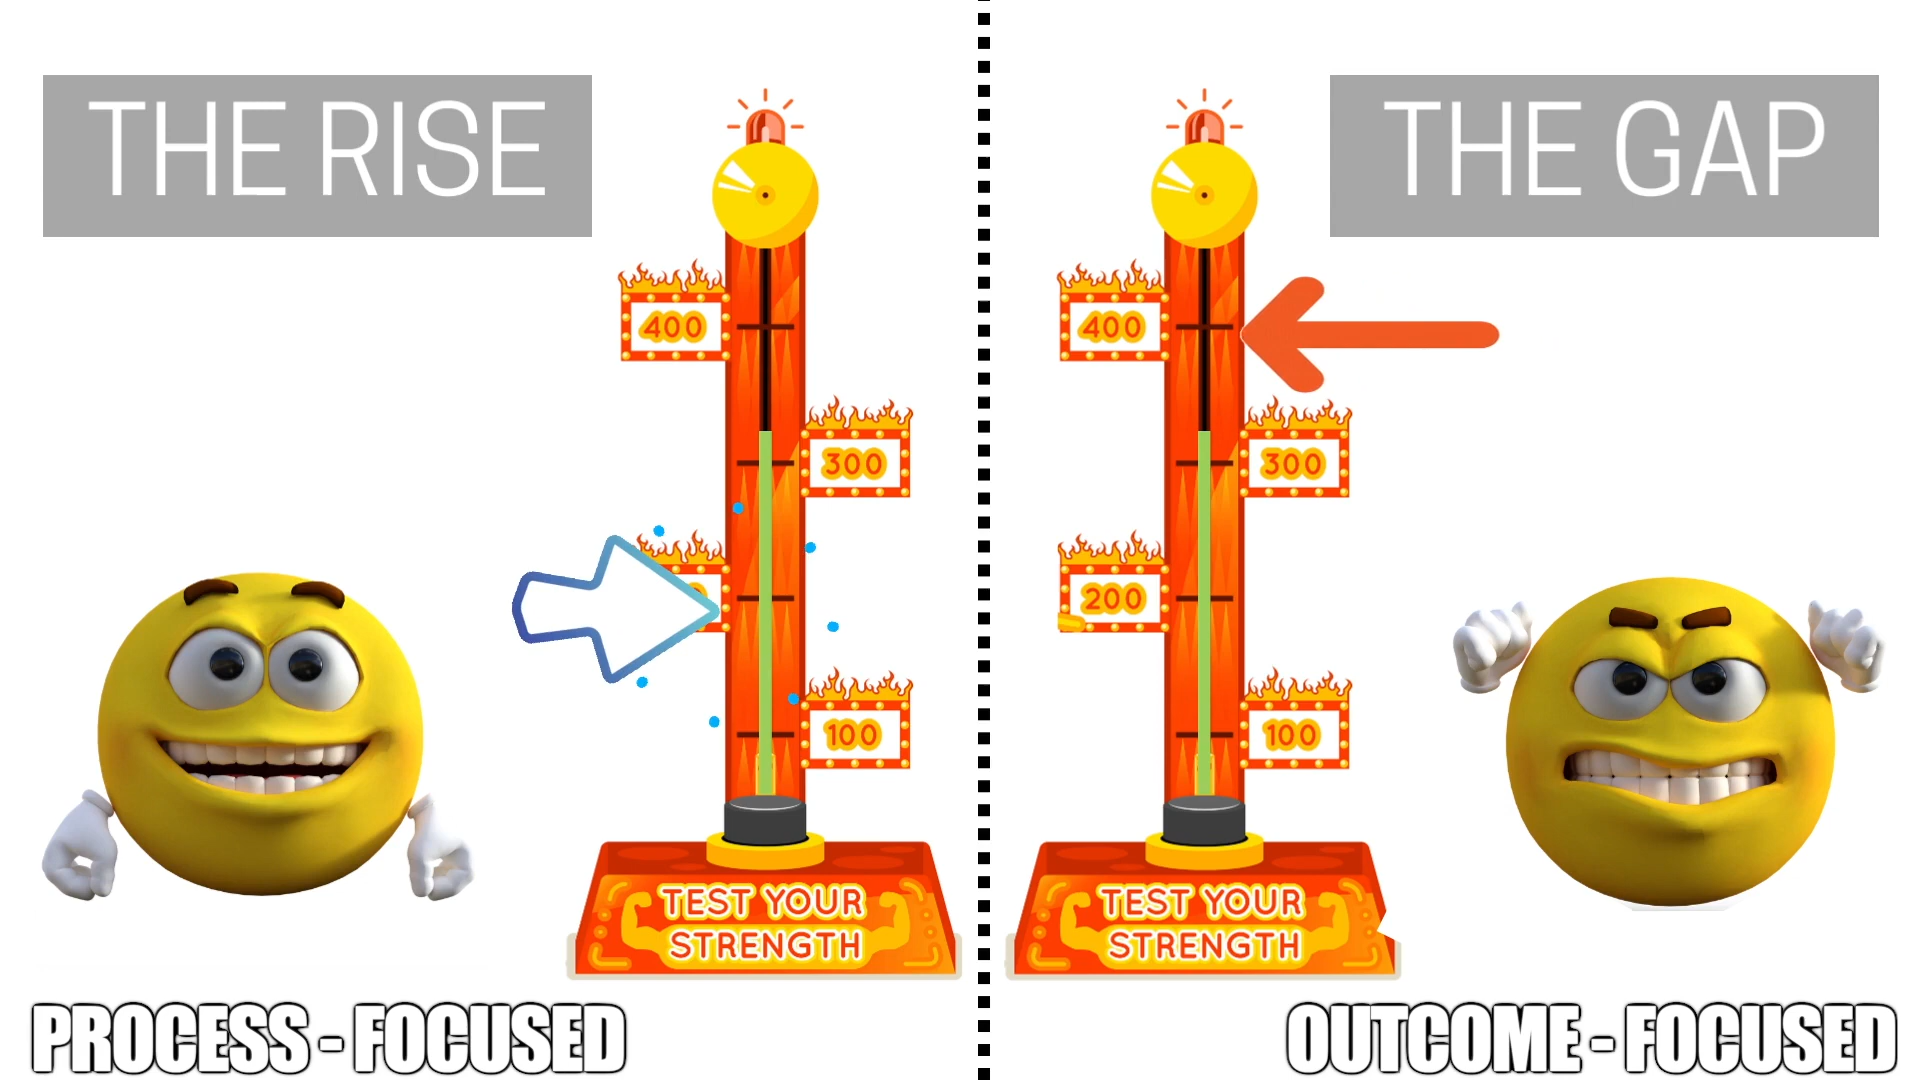 THE RISE
400
300
100
TEST YOUR
STRENGTH
PROCESS - FOCUSED
THE GAP
400
300
200
100
TEST YOUR
STRENGTH
OUTCOME - FOCUSED